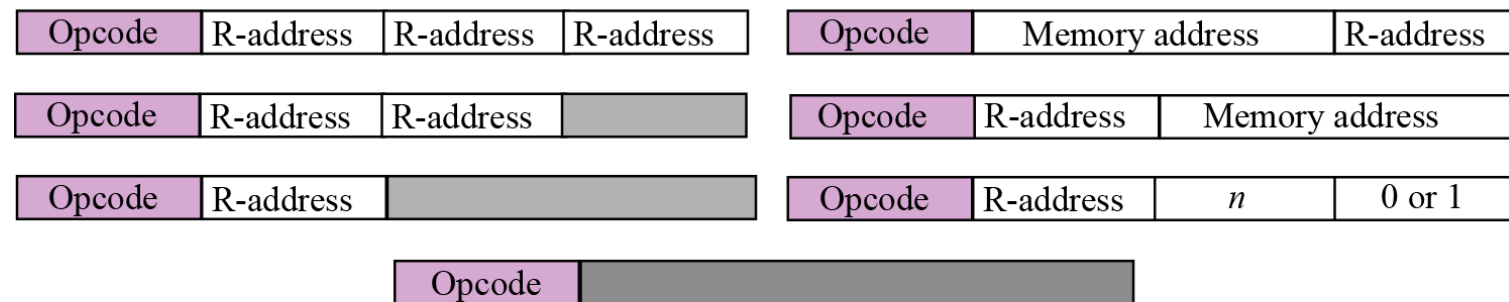 Opcode R-address R-address R-address Opcode Memory address R-address
Opcode R-address R-address Opcode R-address Memory address
Opcode R-address Opcode R-address n 0 or 1
Opcode